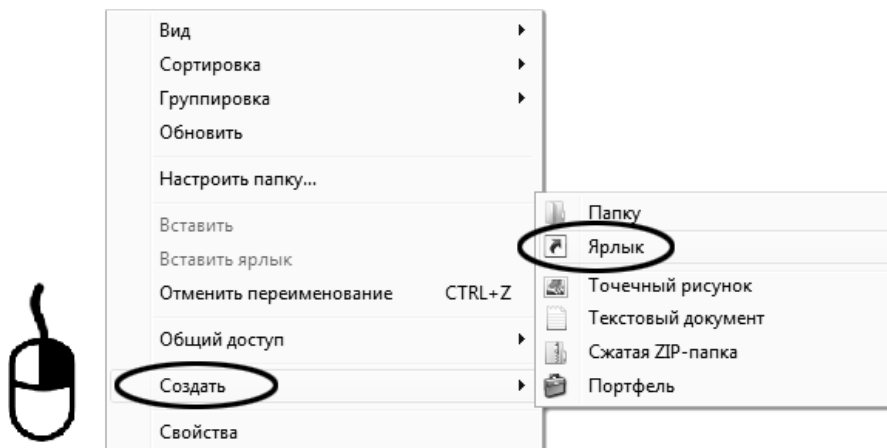 Вид
Сортировка
Группировка
Обновить
Настроить папку...
Вставить
Вставить ярлык
Отменить переименование CTRL+Z
Общий доступ
Создать
Свойства
Папку
Ярлык
Точечный рисунок
Текстовый документ
Сжатая ZIP-папка
Портфель